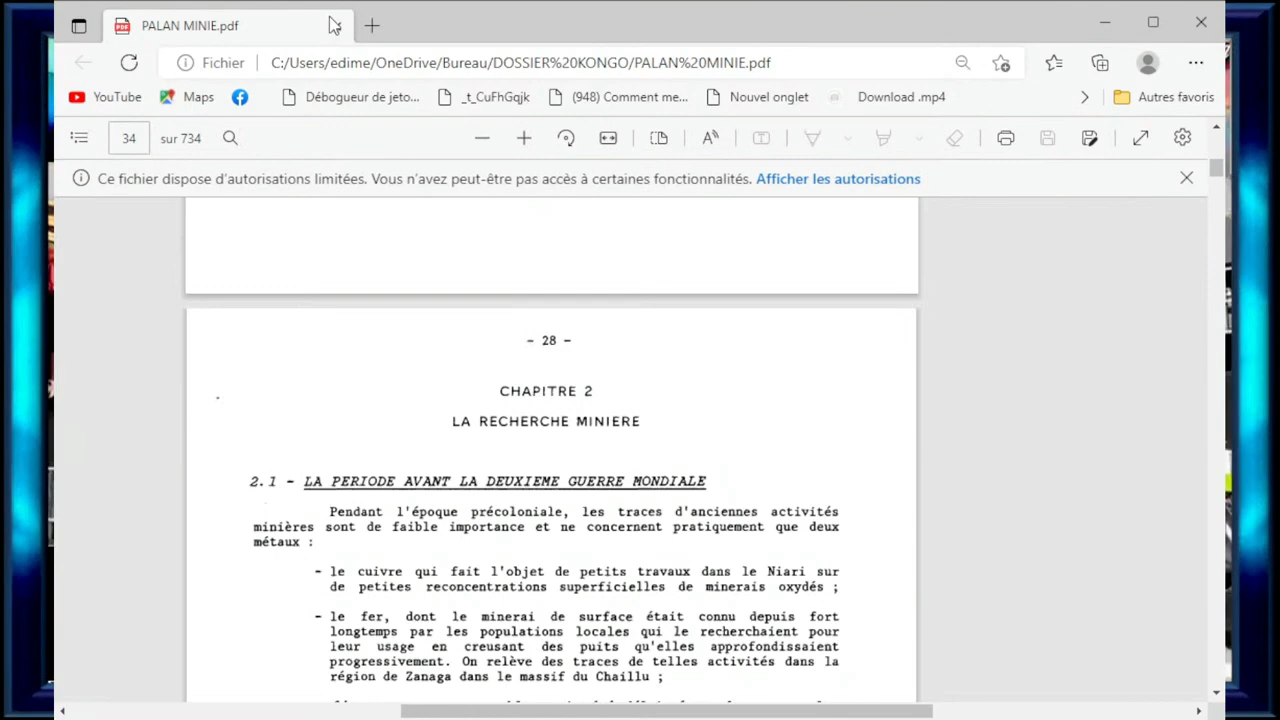 PALAN MINIE.pdf
Fichier C:/Users/edime/OneDrive/Bureau/DOSSIER%20KONGO/PALAN%20MINIE.pdf
YouTube Maps Débogueur de jeto... _t_CuFhGqjk (948) Comment me... Nouvel onglet Download .mp4 Autres favoris
34 sur 734
Ce fichier dispose d'autorisations limitées. Vous n'avez peut-être pas accès à certaines fonctionnalités. Afficher les autorisations
- 28 -
CHAPITRE 2
LA RECHERCHE MINIERE
2.1 - LA PERIODE AVANT LA DEUXIEME GUERRE MONDIALE
Pendant l'époque précoloniale, les traces d'anciennes activités
minières sont de faible importance et ne concernent pratiquement que deux
métaux :
- le cuivre qui fait l'objet de petits travaux dans le Niari sur
de petites reconcentrations superficielles de minerais oxydés ;
- le fer, dont le minerai de surface était connu depuis fort
longtemps par les populations locales qui le recherchaient pour
leur usage en creusant des puits qu'elles approfondissaient
progressivement. On relève des traces de telles activités dans la
région de Zanaga dans le massif du Chaillu ;